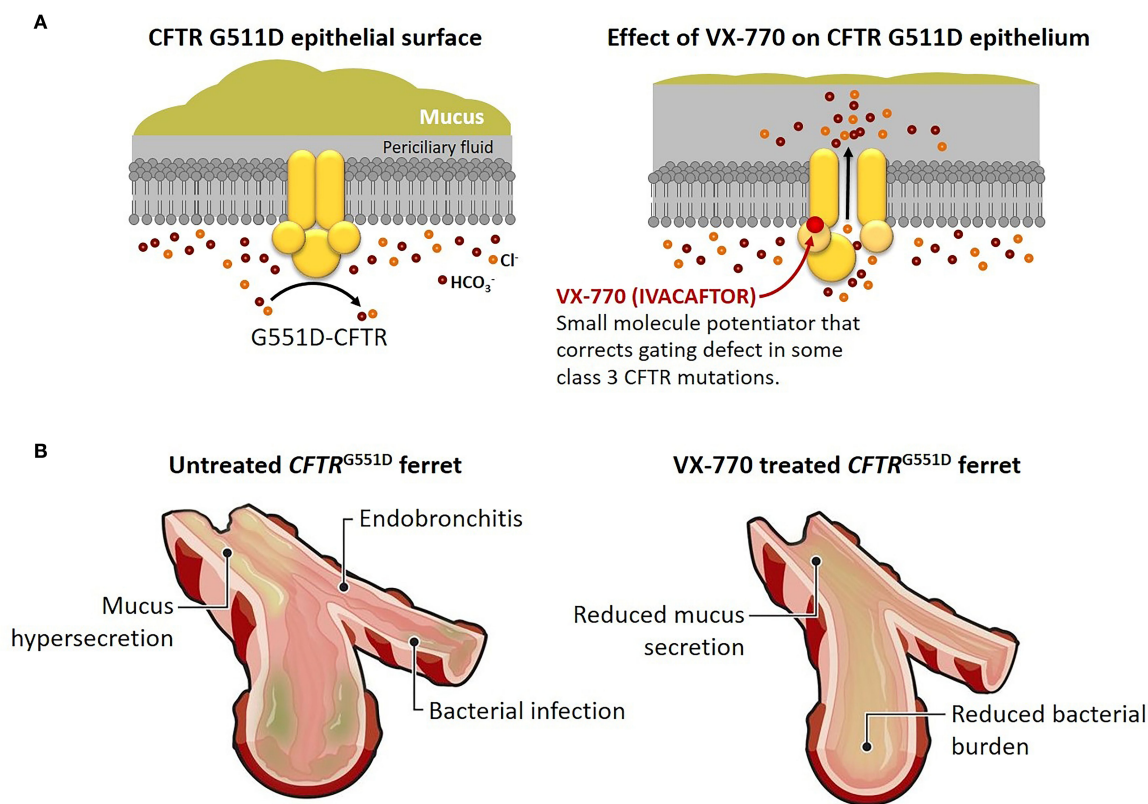 A
CFTR G511D epithelial surface
Effect of VX-770 on CFTR G511D epithelium
Mucus
Periciliary fluid
Cl-
HCO3-
G551D-CFTR
VX-770 (IVACAFTOR)
Small molecule potentiator that
corrects gating defect in some
class 3 CFTR mutations.
B
Untreated CFTRG551D ferret
VX-770 treated CFTRG551D ferret
Endobronchitis
Mucus
hypersecretion
Bacterial infection
Reduced mucus
secretion
Reduced bacterial
burden